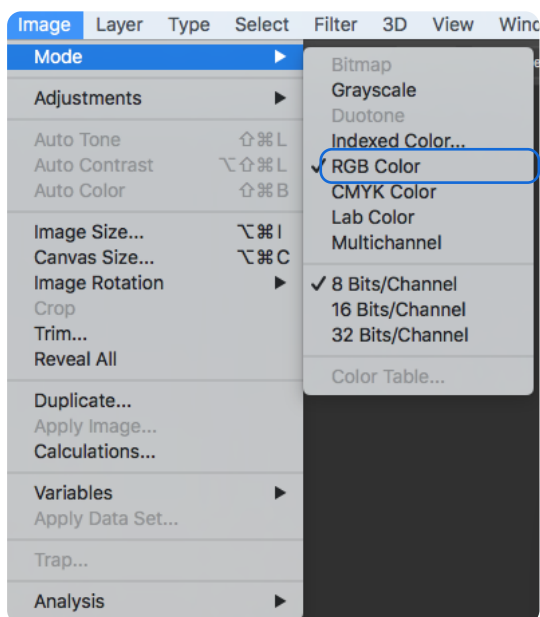 Image Layer Type Select Filter 3D View Winc
Mode ▶
Adjustments ▶
Auto Tone ⇧⌘L
Auto Contrast ⌥⇧⌘L
Auto Color ⇧⌘B
Image Size... ⌥⌘I
Canvas Size... ⌥⌘C
Image Rotation ▶
Crop
Trim...
Reveal All
Duplicate...
Apply Image...
Calculations...
Variables ▶
Apply Data Set...
Trap...
Analysis ▶
Bitmap
Grayscale
Duotone
Indexed Color...
✓ RGB Color
CMYK Color
Lab Color
Multichannel
✓ 8 Bits/Channel
16 Bits/Channel
32 Bits/Channel
Color Table...